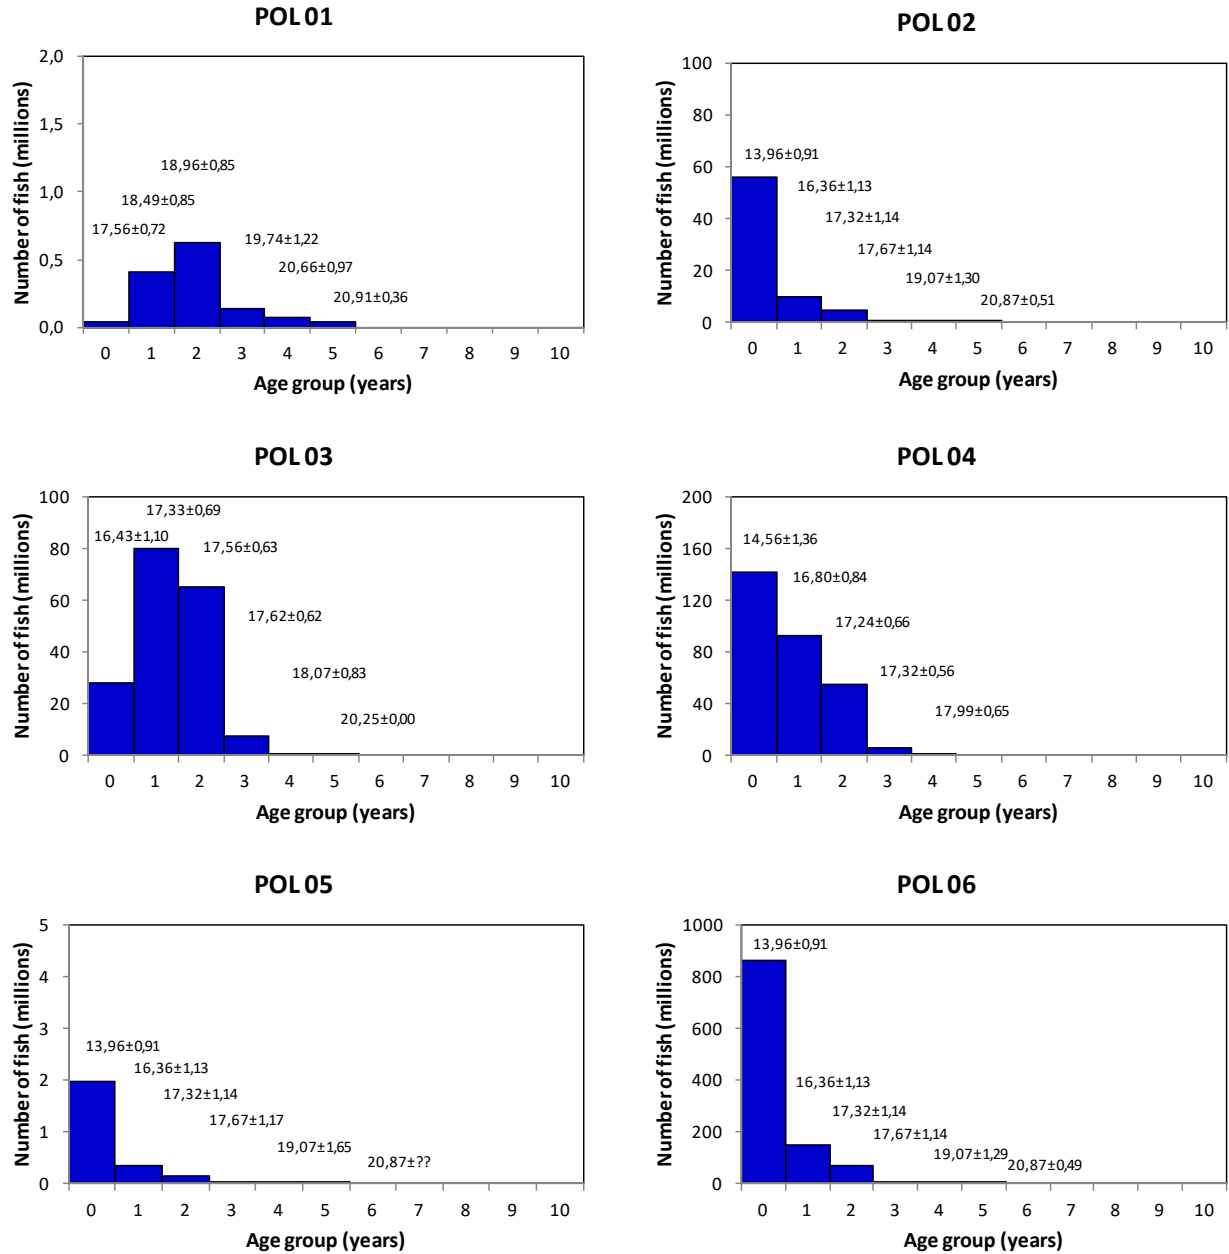 POL 01
Number of fish (millions)
2,0
1,5
1,0
0,5
0,0
18,96±0,85
18,49±0,85
17,56±0,72
19,74±1,22
20,66±0,97
20,91±0,36
0 1 2 3 4 5 6 7 8 9 10
Age group (years)
POL 02
Number of fish (millions)
100
80
60
40
20
0
13,96±0,91
16,36±1,13
17,32±1,14
17,67±1,14
19,07±1,30
20,87±0,51
0 1 2 3 4 5 6 7 8 9 10
Age group (years)
POL 03
Number of fish (millions)
100
80
60
40
20
0
17,33±0,69
16,43±1,10
17,56±0,63
17,62±0,62
18,07±0,83
20,25±0,00
0 1 2 3 4 5 6 7 8 9 10
Age group (years)
POL 04
Number of fish (millions)
200
160
120
80
40
0
14,56±1,36
16,80±0,84
17,24±0,66
17,32±0,56
17,99±0,65
0 1 2 3 4 5 6 7 8 9 10
Age group (years)
POL 05
Number of fish (millions)
5
4
3
2
1
0
13,96±0,91
16,36±1,13
17,32±1,14
17,67±1,17
19,07±1,65
20,87±??
0 1 2 3 4 5 6 7 8 9 10
Age group (years)
POL 06
Number of fish (millions)
1000
800
600
400
200
0
13,96±0,91
16,36±1,13
17,32±1,14
17,67±1,14
19,07±1,29
20,87±0,49
0 1 2 3 4 5 6 7 8 9 10
Age group (years)